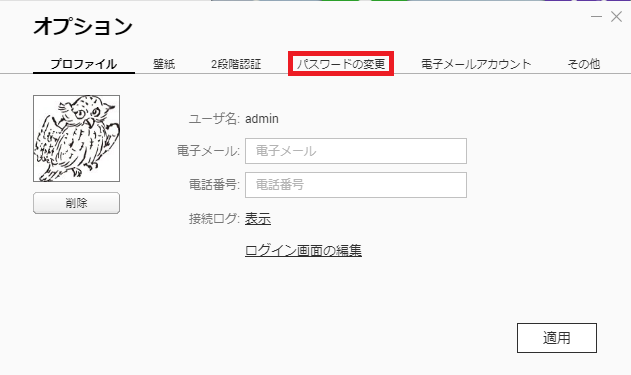 オプション
プロファイル 壁紙 2段階認証 パスワードの変更 電子メールアカウント その他
ユーザ名: admin
電子メール: 電子メール
電話番号: 電話番号
削除
接続ログ: 表示
ログイン画面の編集
適用